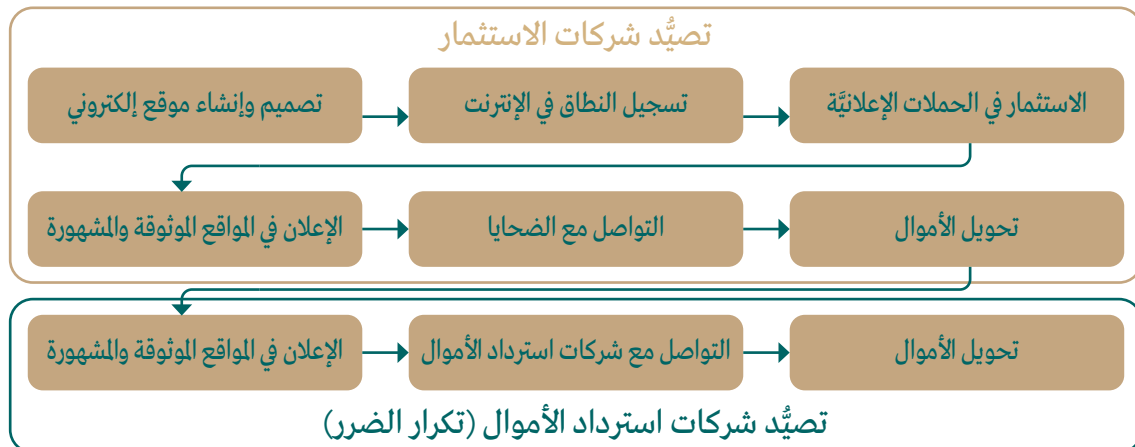 تصيُّد شركات الاستثمار
تصميم وإنشاء موقع إلكتروني
تسجيل النطاق في الإنترنت
الاستثمار في الحملات الإعلانيَّة
الإعلان في المواقع الموثوقة والمشهورة
التواصل مع الضحايا
تحويل الأموال
الإعلان في المواقع الموثوقة والمشهورة
التواصل مع شركات استرداد الأموال
تحويل الأموال
تصيُّد شركات استرداد الأموال (تكرار الضرر)